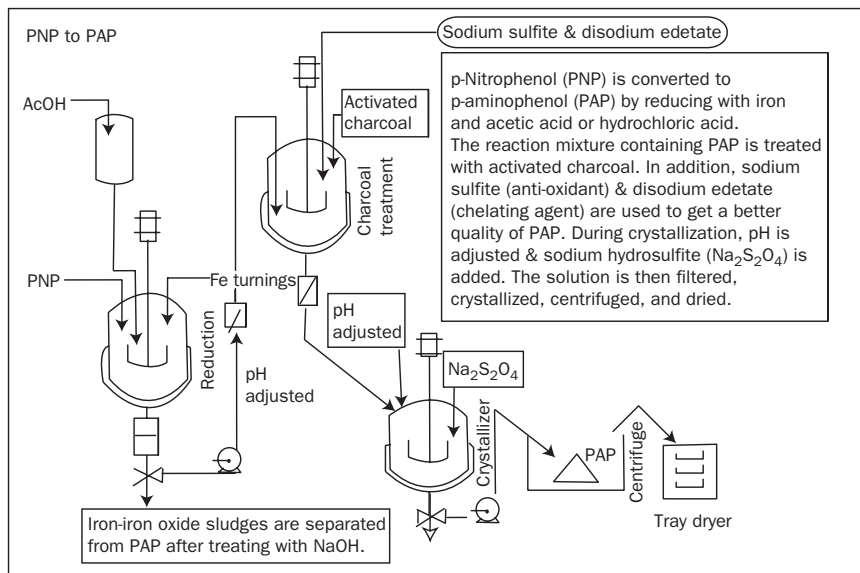 PNP to PAP
Sodium sulfite & disodium edetate
AcOH
Activated
charcoal
p-Nitrophenol (PNP) is converted to
p-aminophenol (PAP) by reducing with iron
and acetic acid or hydrochloric acid.
The reaction mixture containing PAP is treated
with activated charcoal. In addition, sodium
sulfite (anti-oxidant) & disodium edetate
(chelating agent) are used to get a better
quality of PAP. During crystallization, pH is
adjusted & sodium hydrosulfite (Na₂S₂O₄) is
added. The solution is then filtered,
crystallized, centrifuged, and dried.
Charcoal
treatment
PNP
Fe turnings
Reduction
pH
adjusted
pH
adjusted
Na₂S₂O₄
Crystallizer
PAP
Centrifuge
Tray dryer
Iron-iron oxide sludges are separated
from PAP after treating with NaOH.